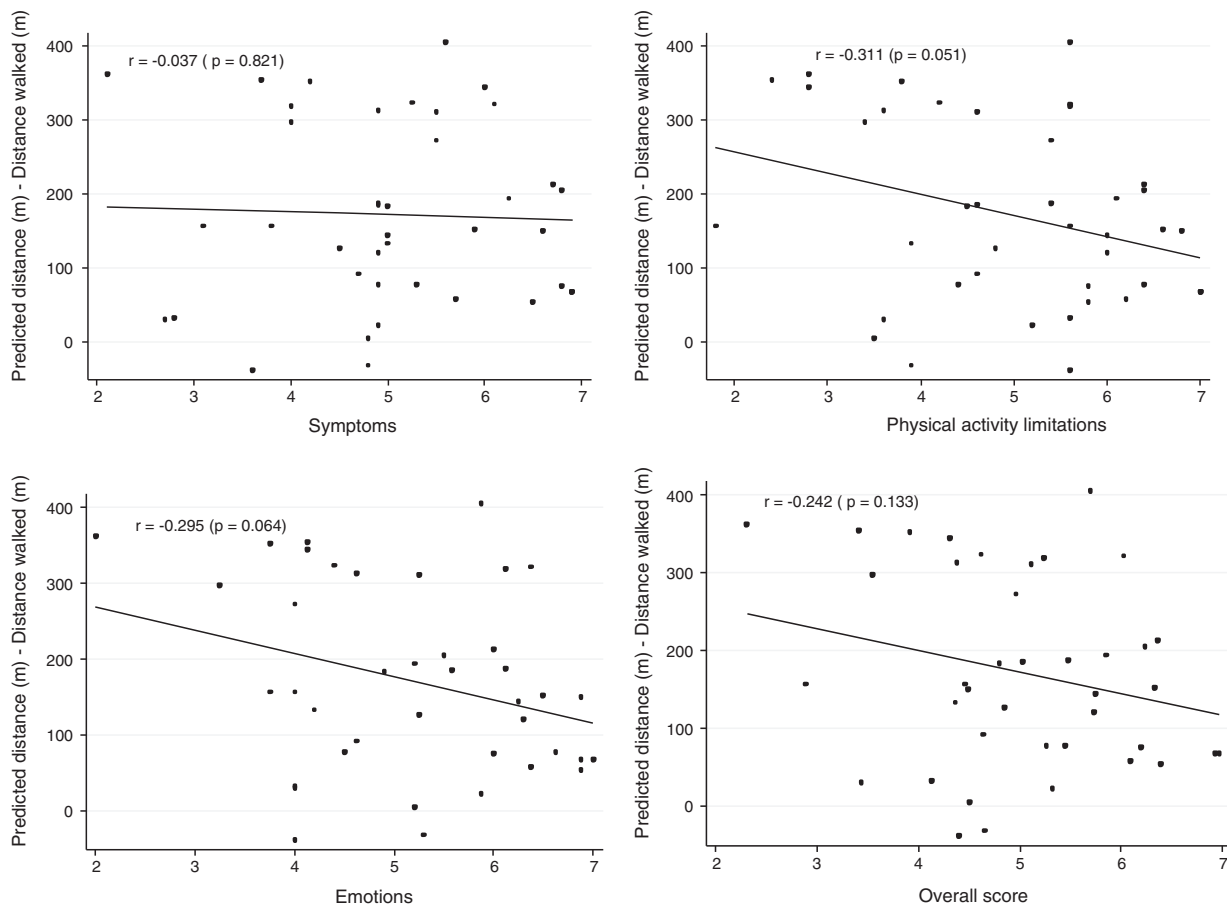 Predicted distance (m) - Distance walked (m)
400
300
200
100
0
r = -0.037 ( p = 0.821)
2 3 4 5 6 7
Symptoms
Predicted distance (m) - Distance walked (m)
400
300
200
100
0
r = -0.311 (p = 0.051)
2 3 4 5 6 7
Physical activity limitations
Predicted distance (m) - Distance walked (m)
400
300
200
100
0
r = -0.295 (p = 0.064)
2 3 4 5 6 7
Emotions
Predicted distance (m) - Distance walked (m)
400
300
200
100
0
r = -0.242 ( p = 0.133)
2 3 4 5 6 7
Overall score